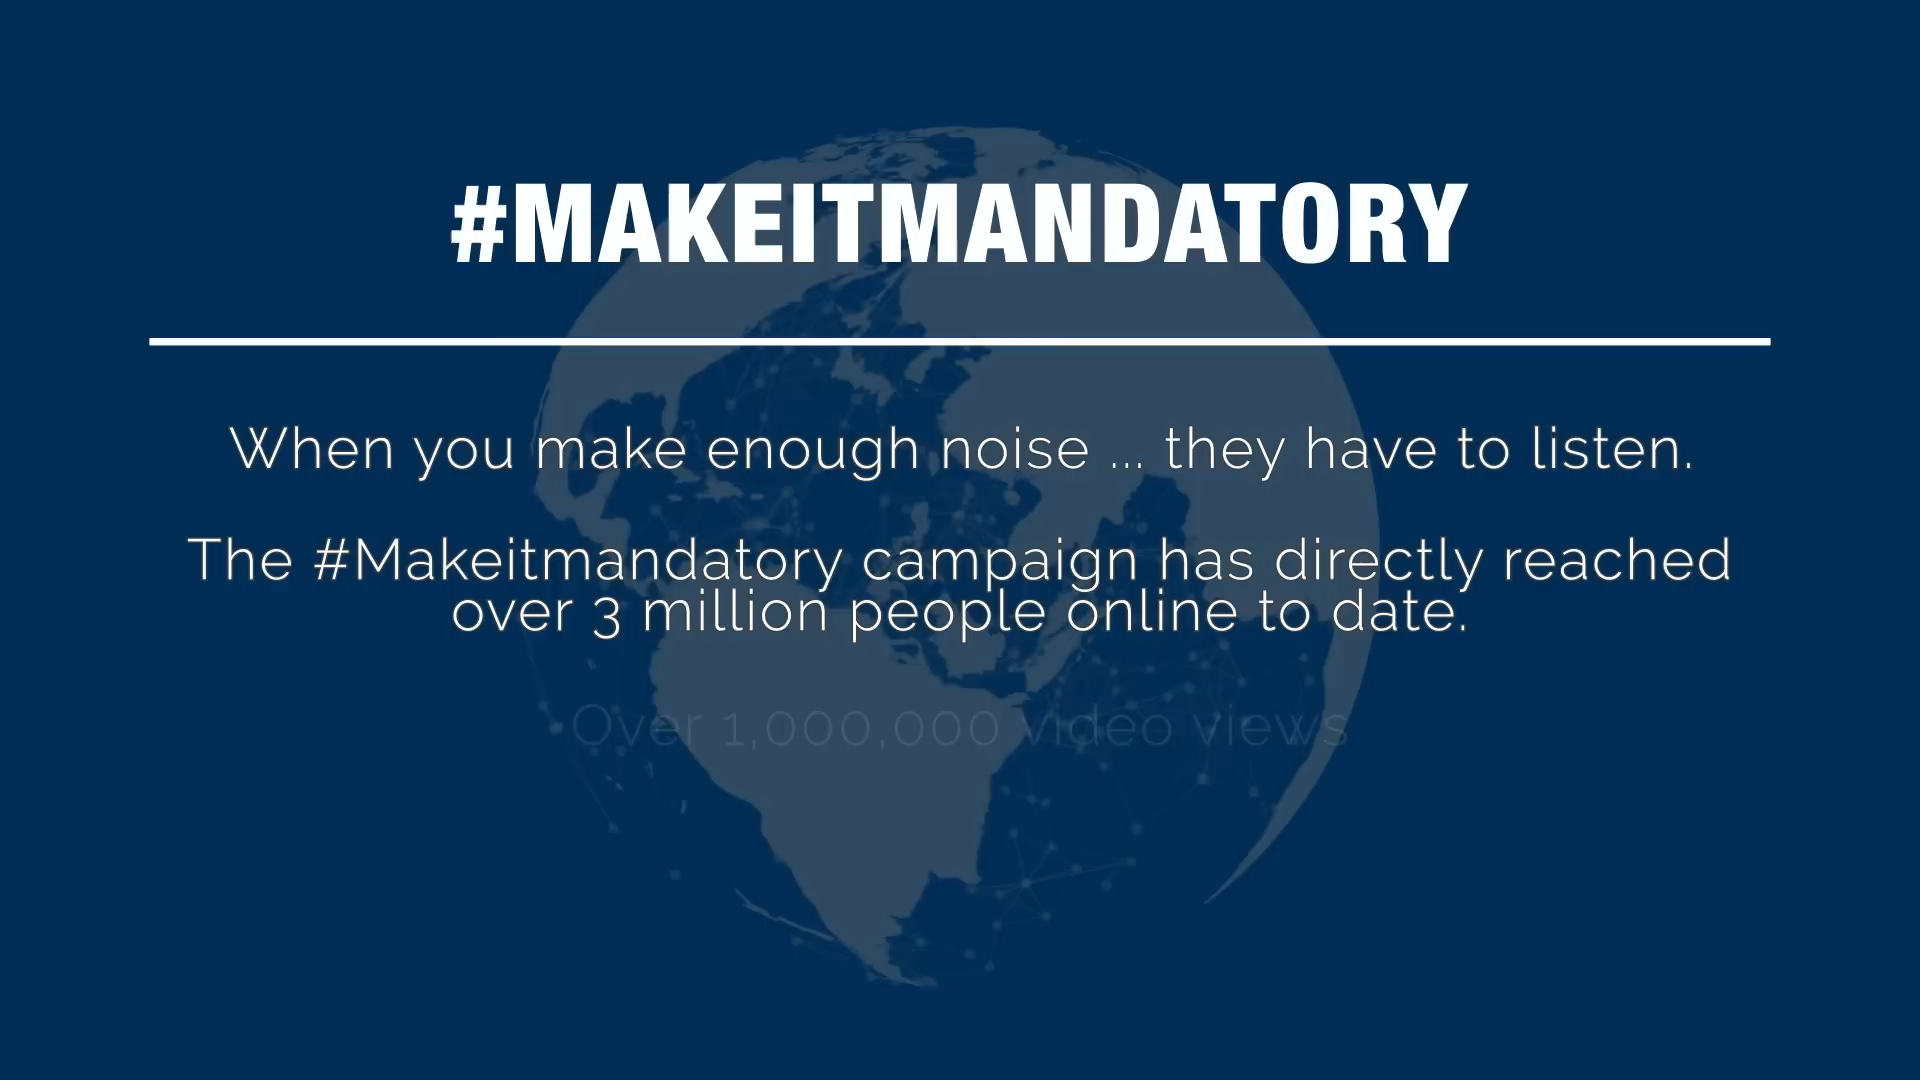 #MAKEITMANDATORY
When you make enough noise ... they have to listen.
The #Makeitmandatory campaign has directly reached
over 3 million people online to date.
Over 1,000,000 video views